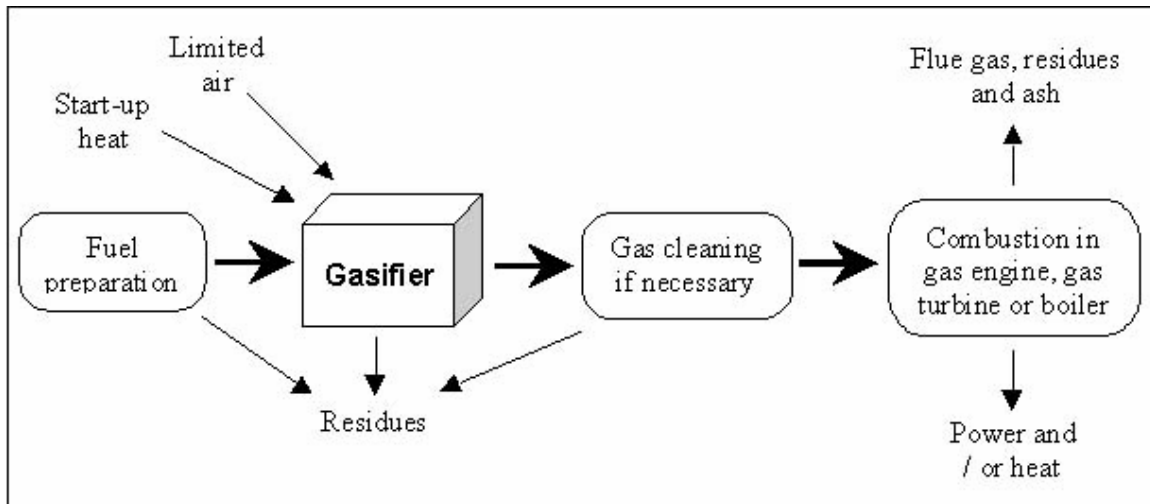 Limited
air
Start-up
heat
Flue gas, residues
and ash
Fuel
preparation
Gasifier
Gas cleaning
if necessary
Combustion in
gas engine, gas
turbine or boiler
Residues
Power and
/ or heat